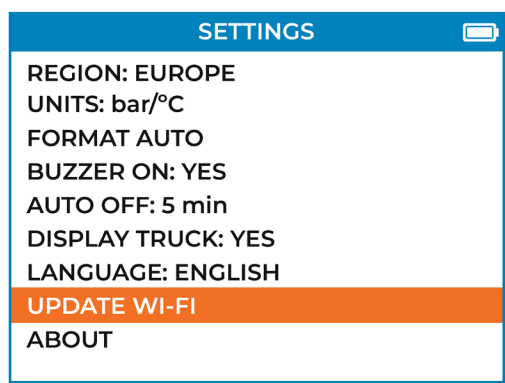 SETTINGS
REGION: EUROPE
UNITS: bar/°C
FORMAT AUTO
BUZZER ON: YES
AUTO OFF: 5 min
DISPLAY TRUCK: YES
LANGUAGE: ENGLISH
UPDATE WI-FI
ABOUT